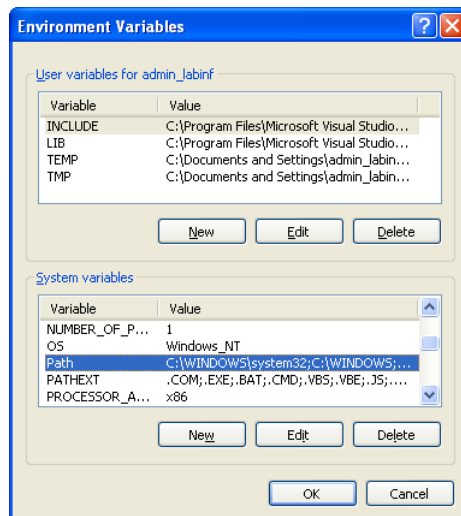 Environment Variables
User variables for admin_labinf
Variable Value
INCLUDE C:\Program Files\Microsoft Visual Studio...
LIB C:\Program Files\Microsoft Visual Studio...
TEMP C:\Documents and Settings\admin_labin...
TMP C:\Documents and Settings\admin_labin...
New Edit Delete
System variables
Variable Value
NUMBER_OF_P... 1
OS Windows_NT
Path C:\WINDOWS\system32;C:\WINDOWS;...
PATHEXT .COM;.EXE;.BAT;.CMD;.VBS;.VBE;.JS;....
PROCESSOR_A... x86
New Edit Delete
OK Cancel